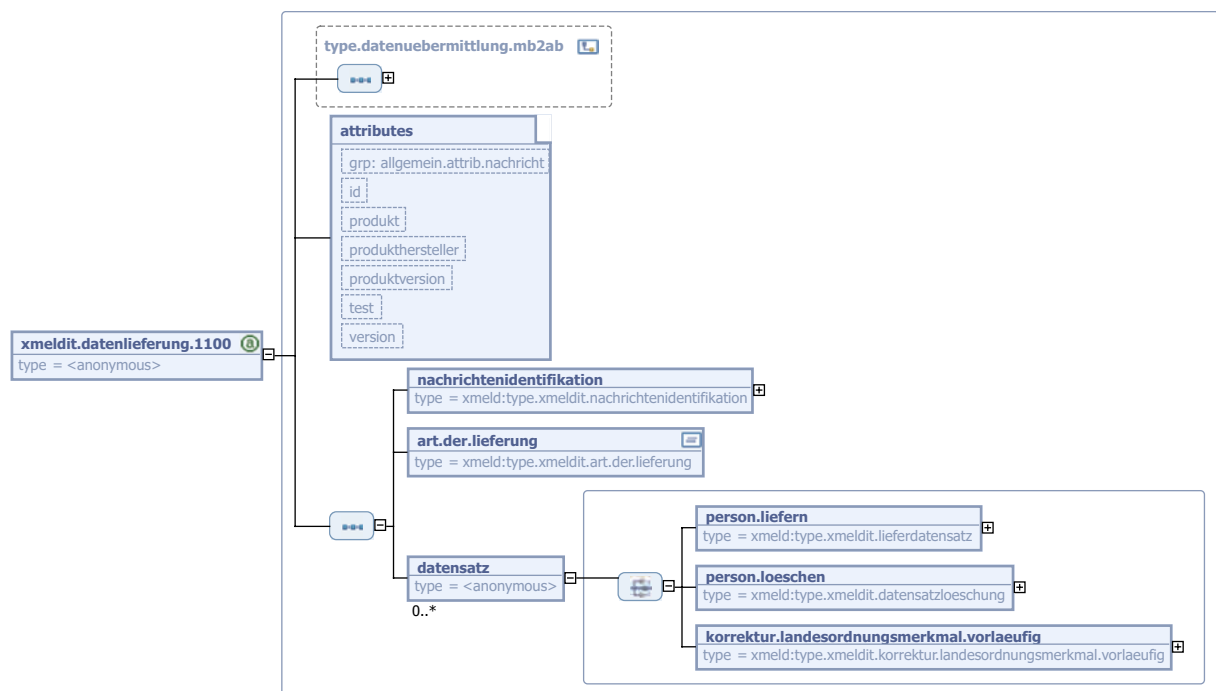 type.datenuebermittlung.mb2ab
attributes
grp: allgemein.attrib.nachricht
id
produkt
produkthersteller
produktversion
test
version
xmeldit.datenlieferung.1100
type = <anonymous>
nachrichtenidentifikation
type = xmeld:type.xmeldit.nachrichtenidentifikation
art.der.lieferung
type = xmeld:type.xmeldit.art.der.lieferung
datensatz
type = <anonymous>
0..*
person.liefern
type = xmeld:type.xmeldit.lieferdatensatz
person.loeschen
type = xmeld:type.xmeldit.datensatzloeschung
korrektur.landesordnungsmerkmal.vorlaeufig
type = xmeld:type.xmeldit.korrektur.landesordnungsmerkmal.vorlaeufig